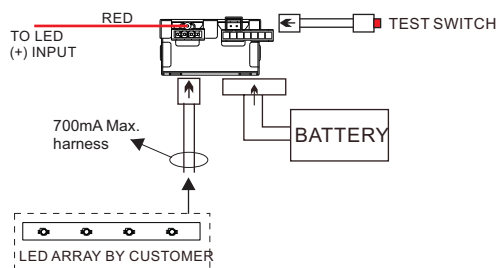 RED
TO LED
(+) INPUT
TEST SWITCH
700mA Max.
harness
BATTERY
LED ARRAY BY CUSTOMER